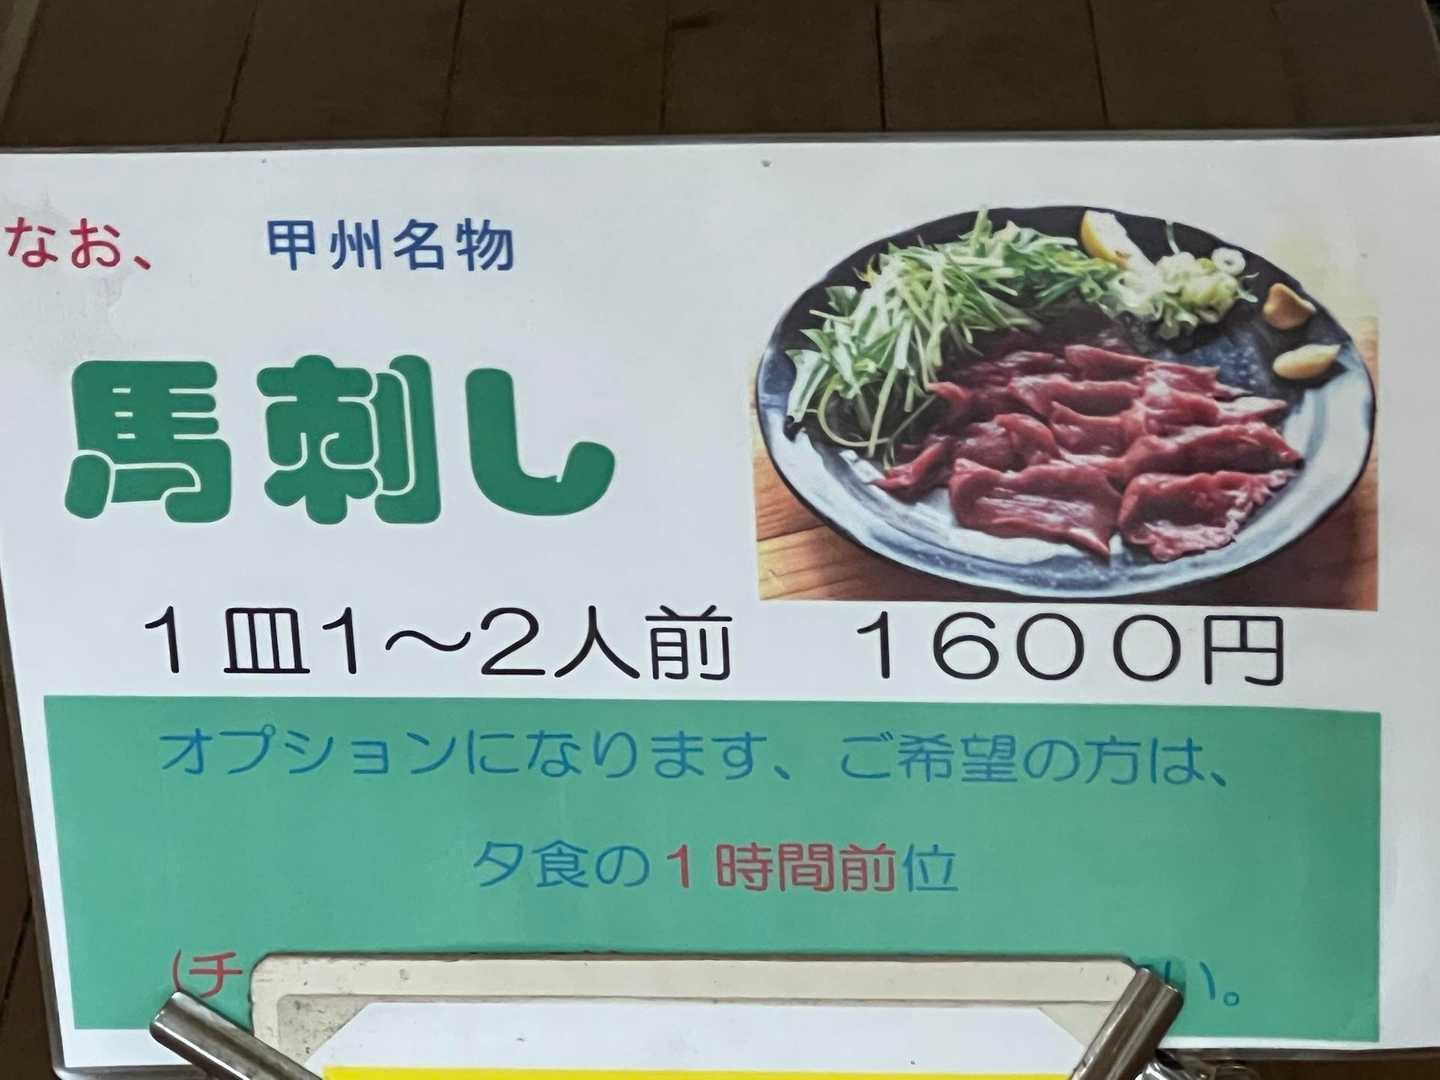 なお、 甲州名物
馬刺し
１皿１～２人前 １６００円
オプションになります、ご希望の方は、
夕食の１時間前位
(チ い。